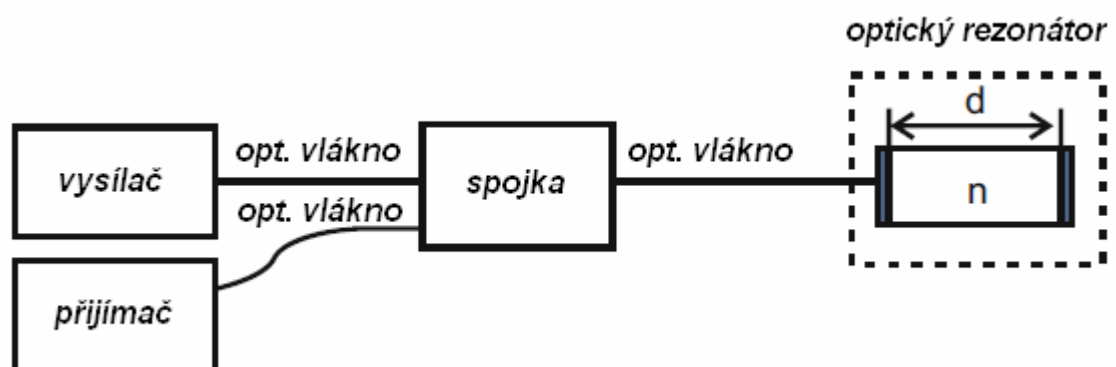 optický rezonátor
d
opt. vlákno
opt. vlákno
vysílač
spojka
n
opt. vlákno
přijímač